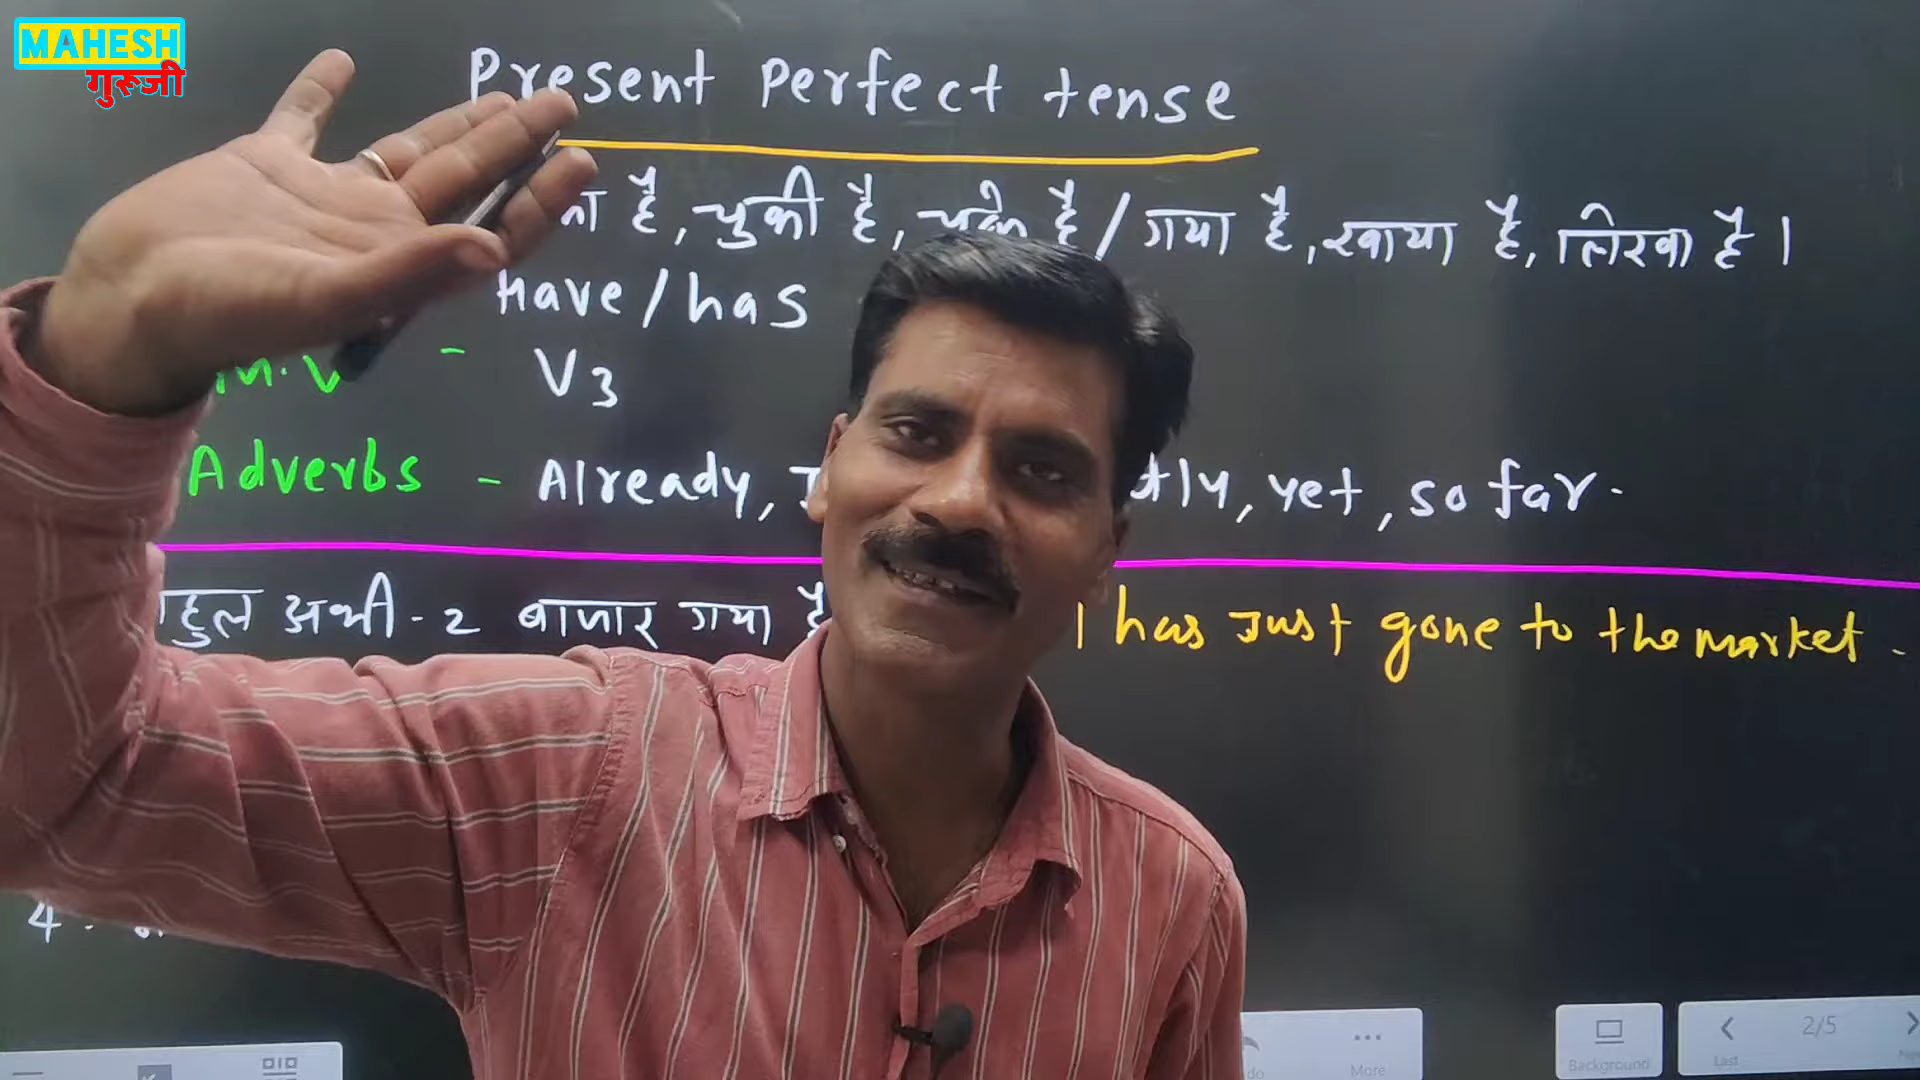 MAHESH
गुरूजी
Present perfect tense
है, चुकी है, चुके है / गया है, खाया है, लिखा है।
Have/has
M.V - V3
Adverbs - Already, yet, so far.
अभी-2 बाजार गया है
has Just gone to the market.
4.
More
Background
Last
2/5